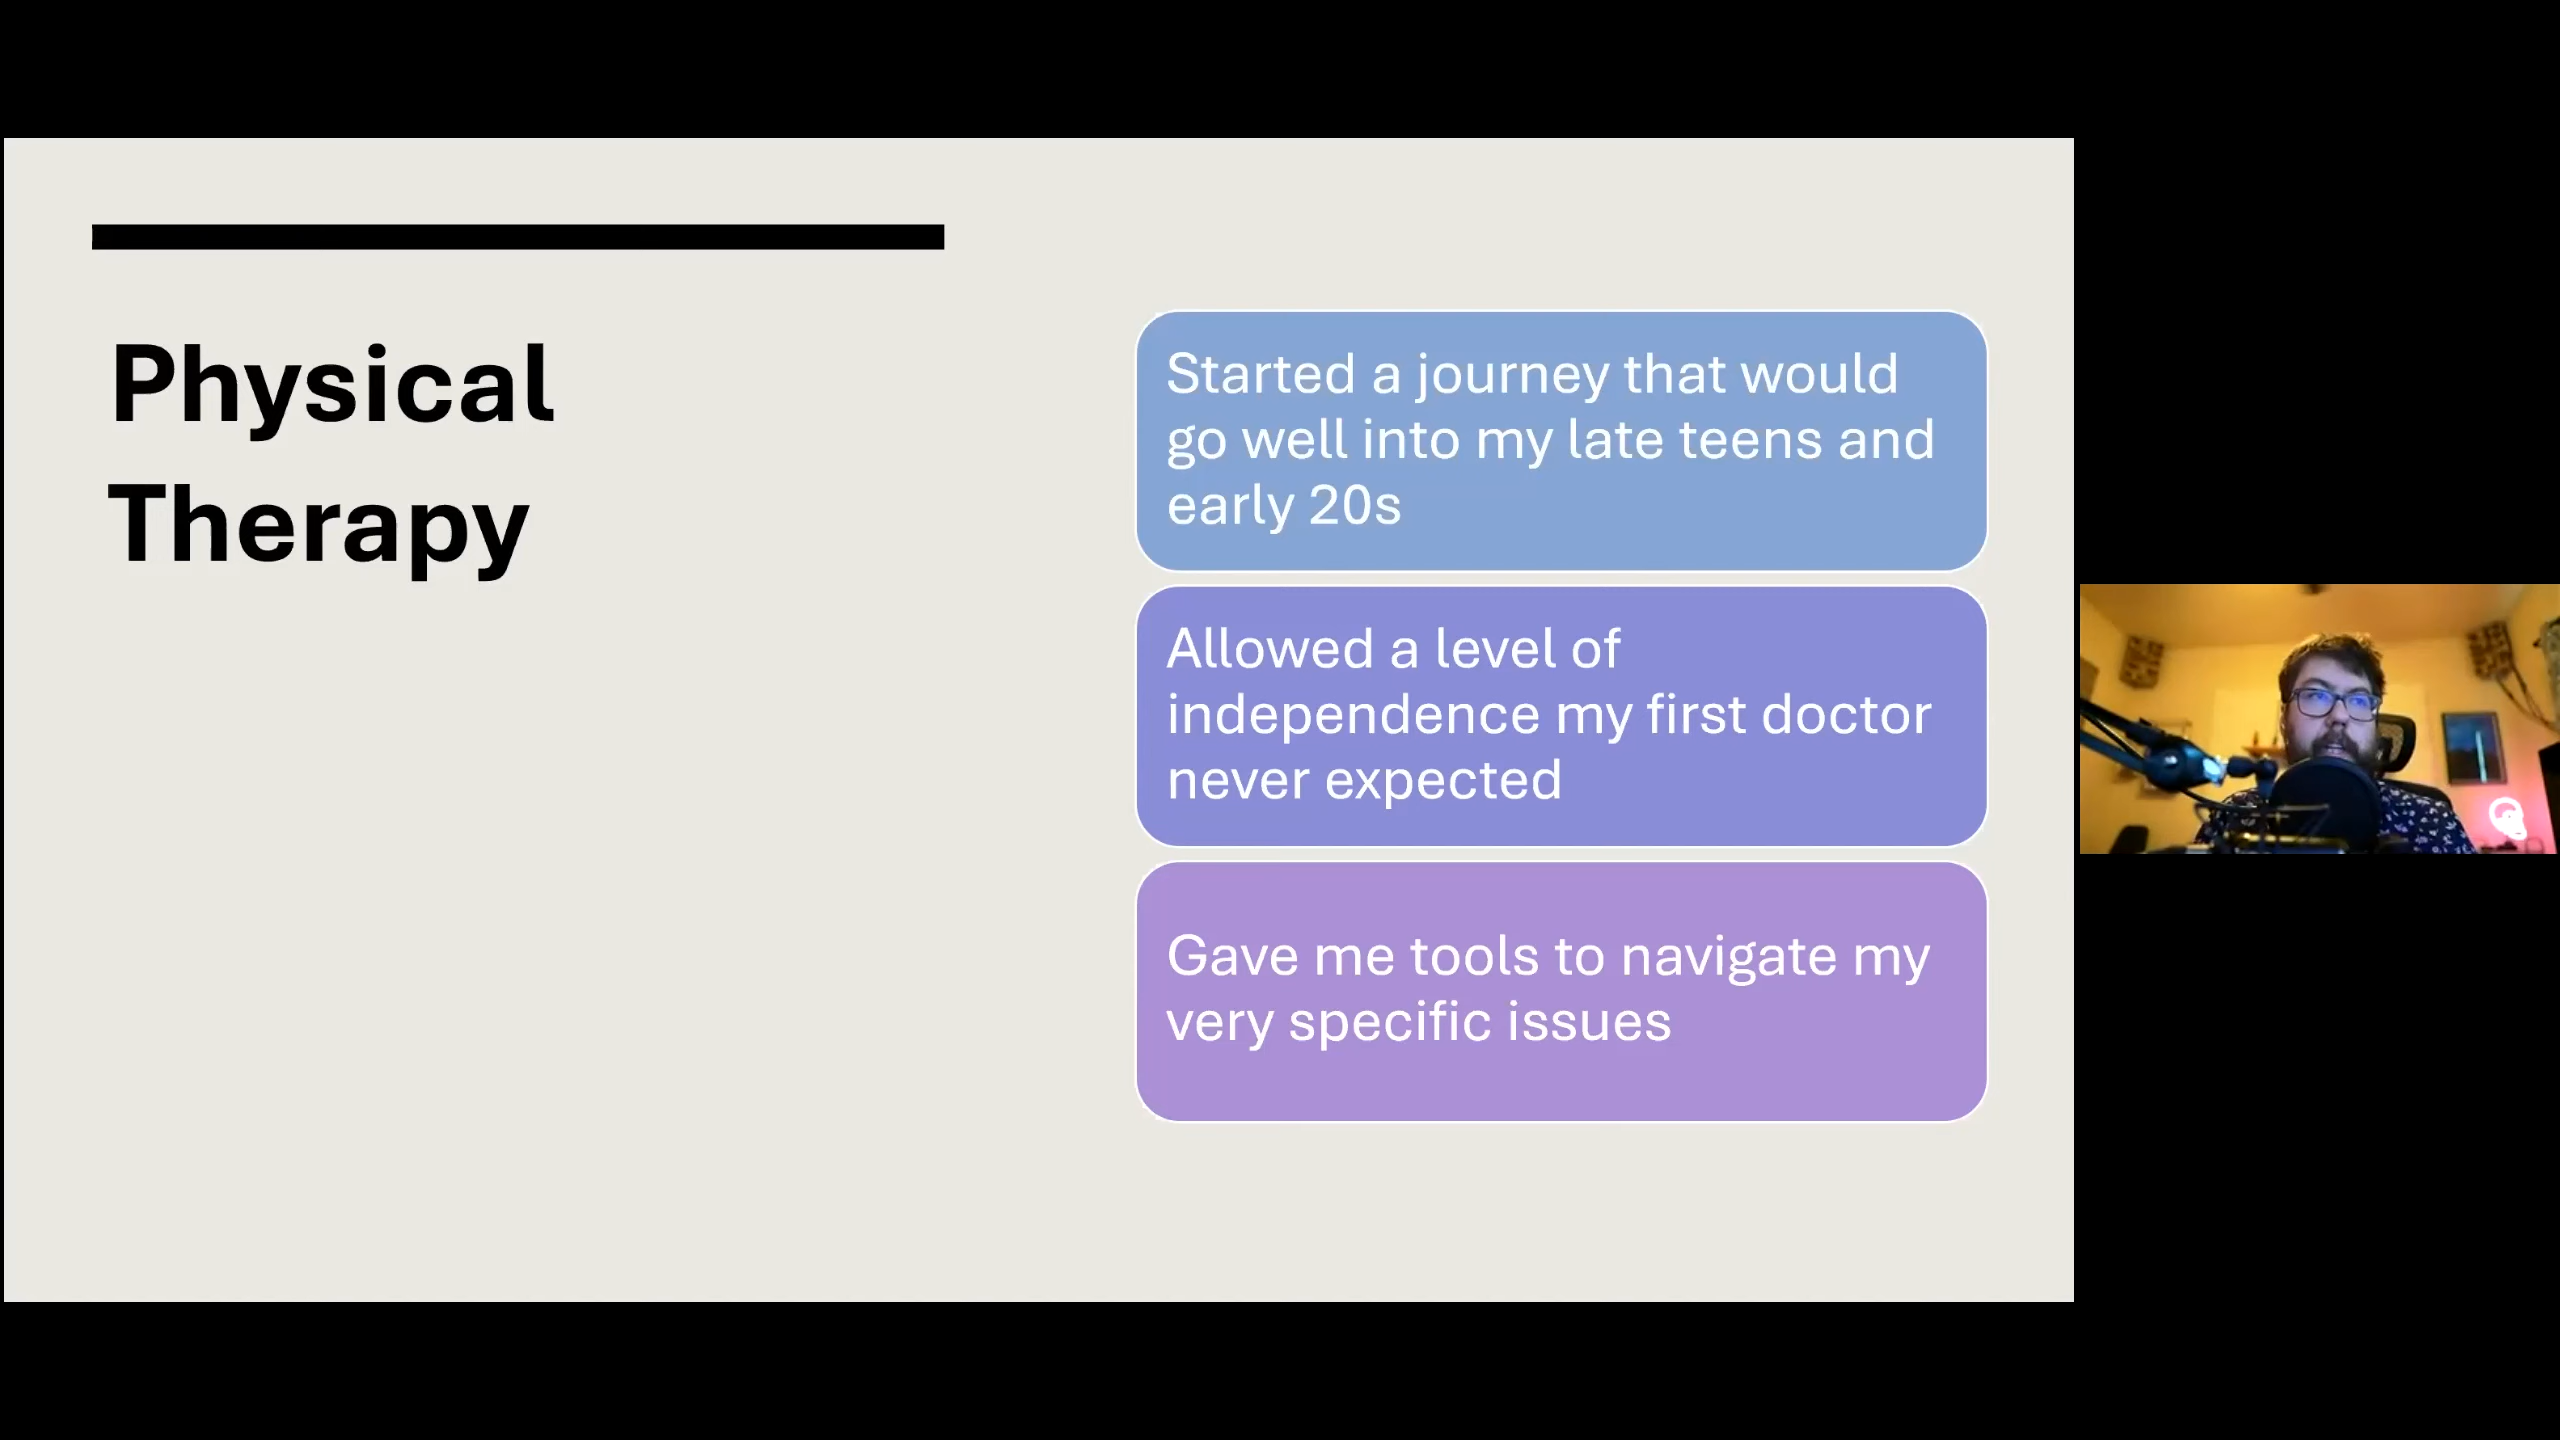 Physical
Therapy
Started a journey that would
go well into my late teens and
early 20s
Allowed a level of
independence my first doctor
never expected
Gave me tools to navigate my
very specific issues